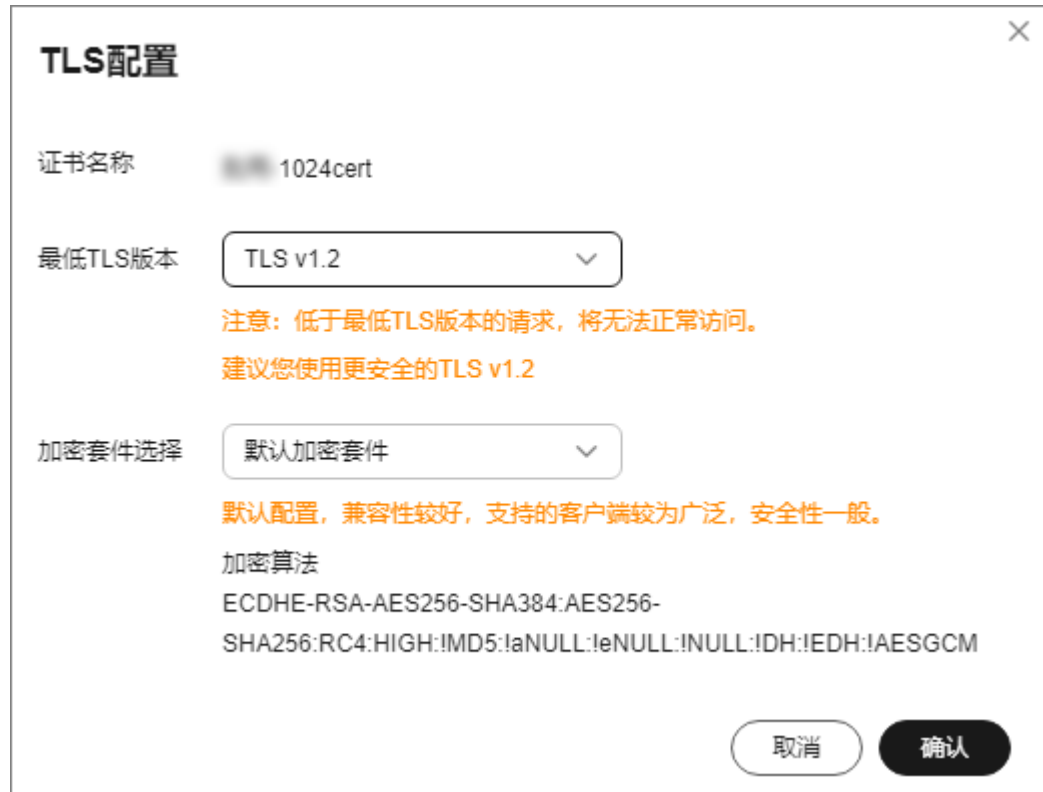 TLS配置
证书名称
1024cert
最低TLS版本
TLS v1.2
注意：低于最低TLS版本的请求，将无法正常访问。
建议您使用更安全的TLS v1.2
加密套件选择
默认加密套件
默认配置，兼容性较好，支持的客户端较为广泛，安全性一般。
加密算法
ECDHE-RSA-AES256-SHA384:AES256-
SHA256:RC4:HIGH:!MD5:!aNULL:!eNULL:!NULL:!DH:!EDH:!AESGCM
取消
确认